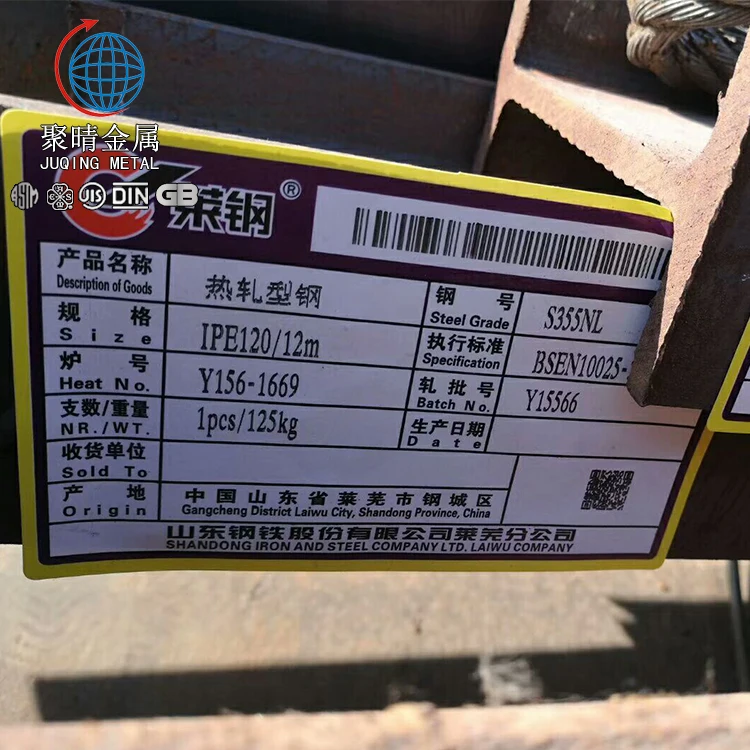 聚晴金属
JUQING METAL
ASTM JIS DIN GB
莱钢®
产品名称 热轧型钢 钢号 S355NL
Description of Goods Steel Grade
规格 IPE120/12m 执行标准 BSEN10025-
Size Specification
炉号 Y156-1669 轧批号 Y15566
Heat No. Batch No.
支数/重量 1pcs/125kg 生产日期
NR./WT. Date
收货单位
Sold To
产地 中国山东省莱芜市钢城区
Origin Gangcheng District Laiwu City, Shandong Province, China
山东钢铁股份有限公司莱芜分公司
SHANDONG IRON AND STEEL COMPANY LTD. LAIWU COMPANY